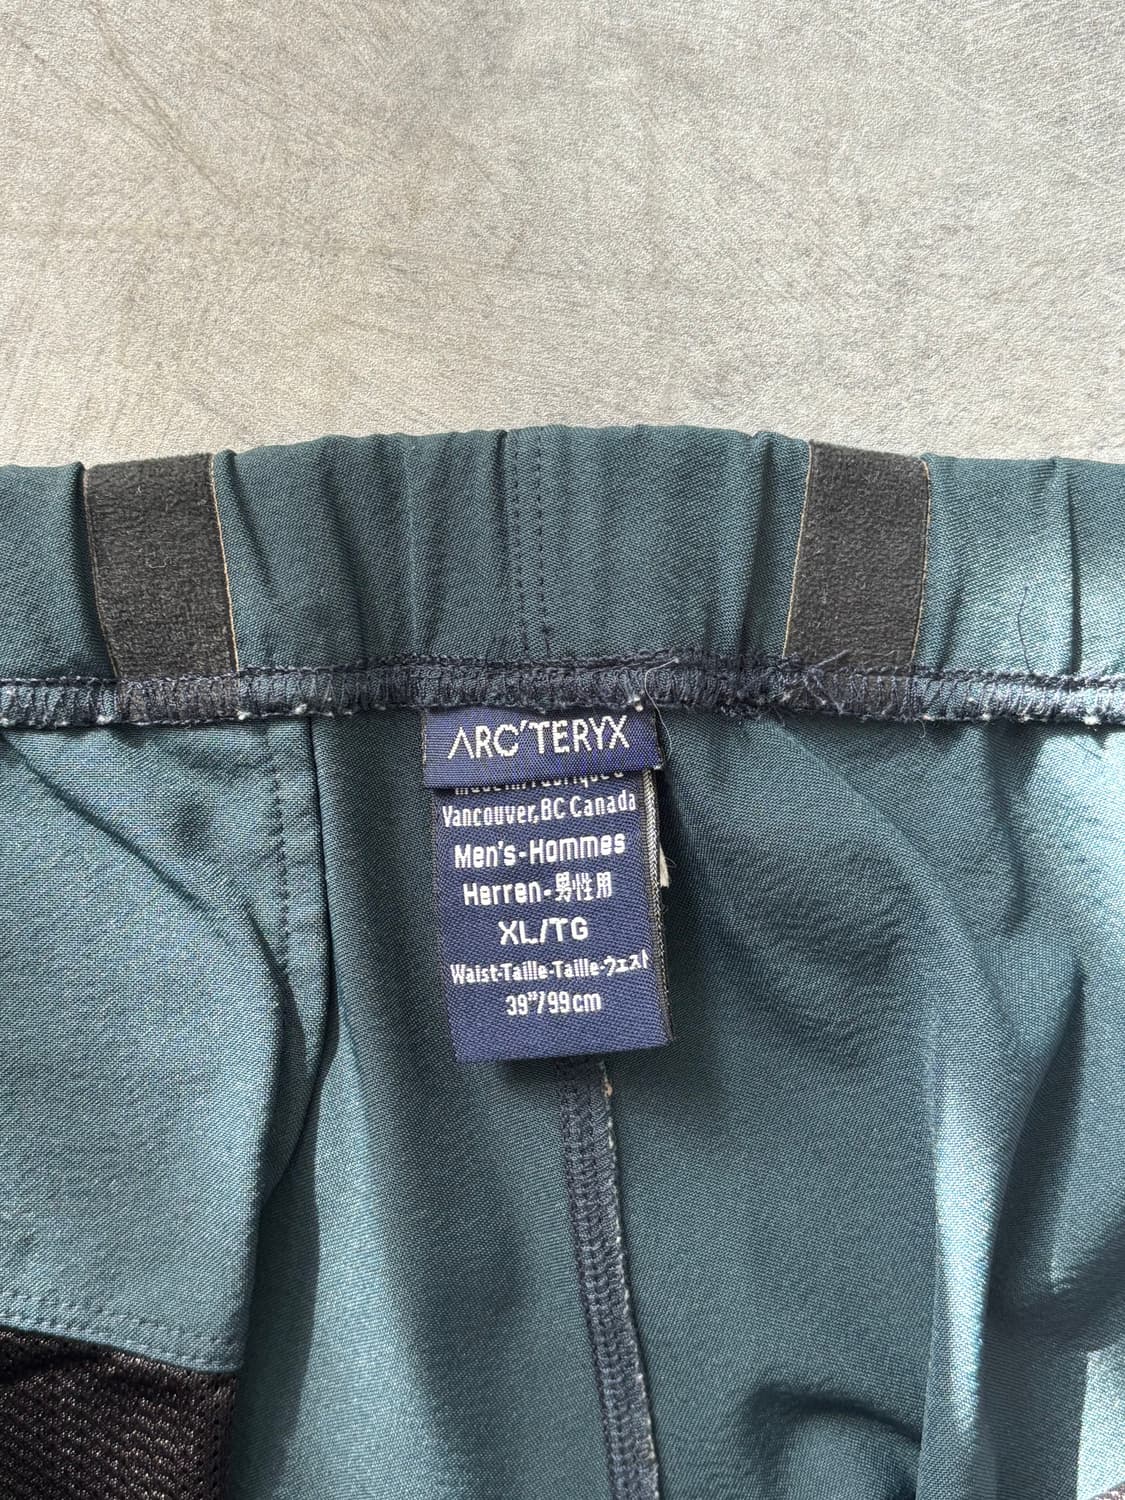 ARC'TERYX
Vancouver, BC Canada
Men's-Hommes
Herren-男性用
XL/TG
Waist-Taille-Taille-ウェスト
39"/99cm